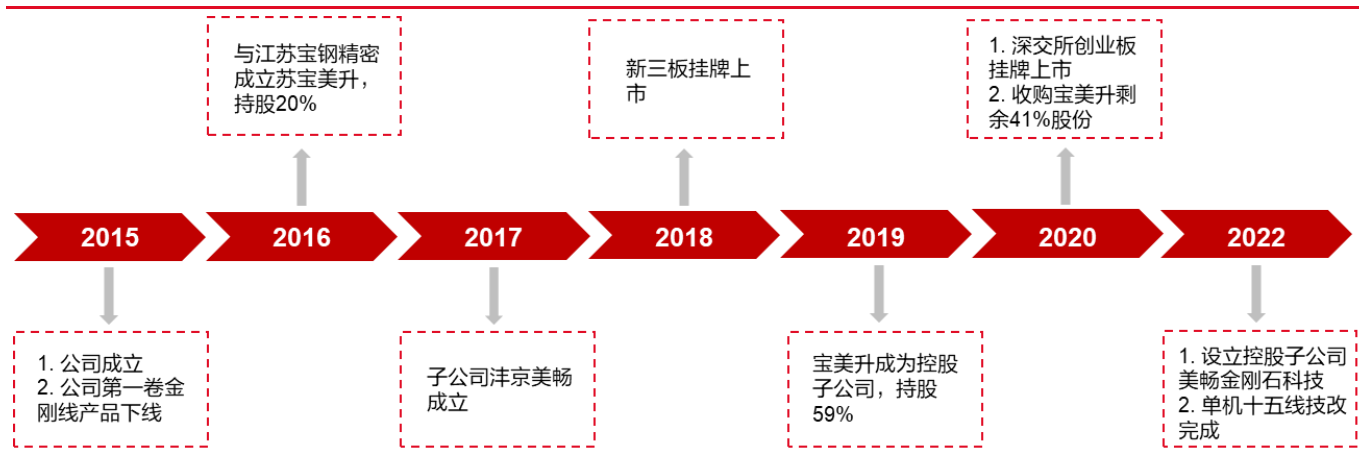 与江苏宝钢精密
成立苏宝美升，
持股20%
新三板挂牌上
市
1. 深交所创业板
挂牌上市
2. 收购宝美升剩
余41%股份
2015
2016
2017
2018
2019
2020
2022
1. 公司成立
2. 公司第一卷金
刚线产品下线
子公司沣京美畅
成立
宝美升成为控股
子公司，持股
59%
1. 设立控股子公司
美畅金刚石科技
2. 单机十五线技改
完成